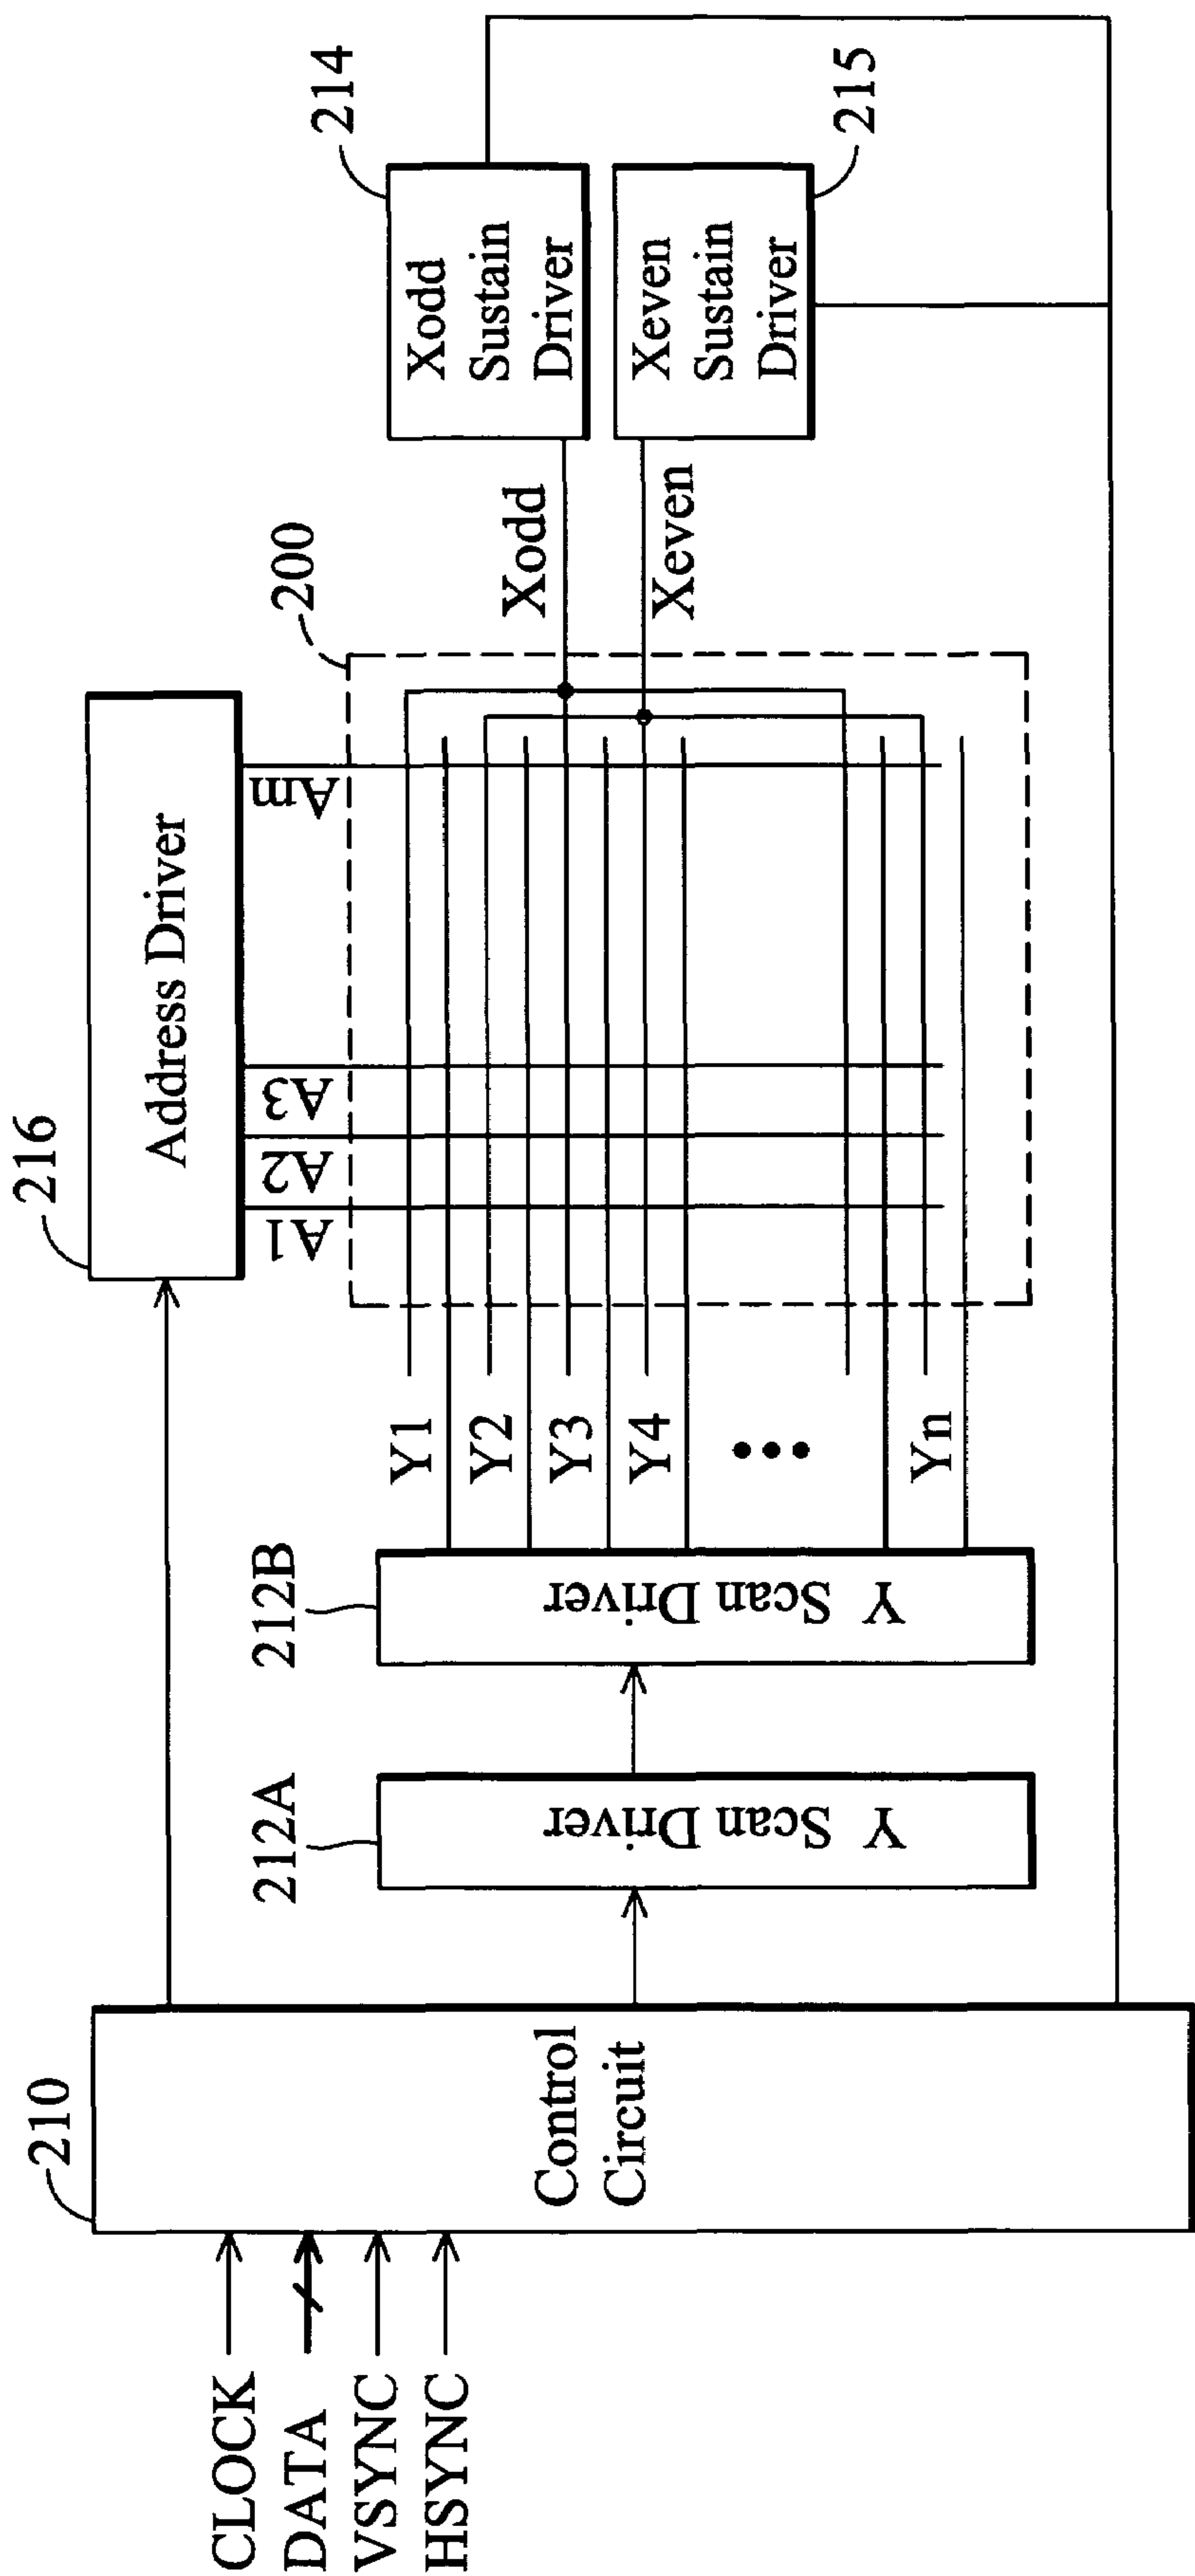 216
Address Driver
A1
A2
A3
Am
200
210
Control
Circuit
CLOCK
DATA
VSYNC
HSYNC
212A
Y Scan Driver
212B
Y Scan Driver
Y1
Y2
Y3
Y4
Yn
Xodd
Xeven
214
Xodd
Sustain
Driver
Xeven
Sustain
Driver
215